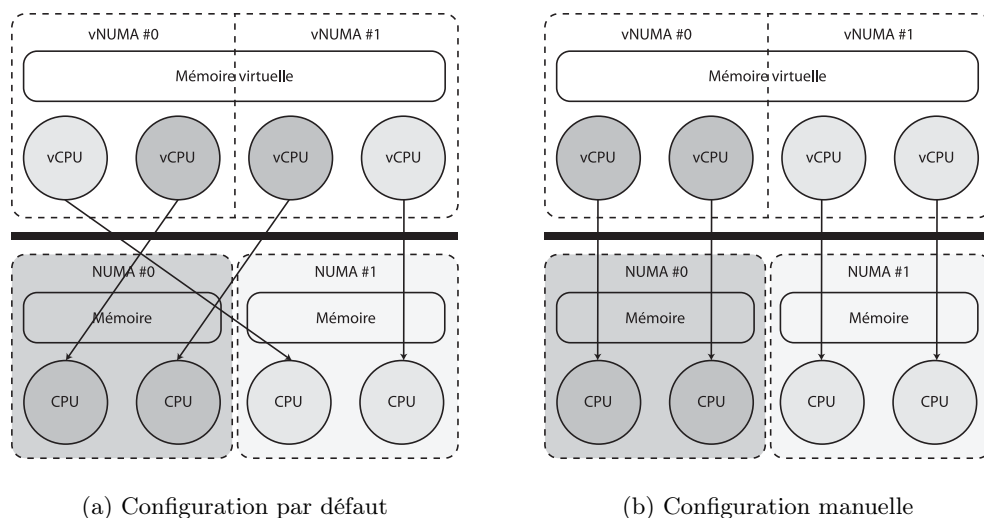 vNUMA #0 vNUMA #1
Mémoire virtuelle
vCPU vCPU vCPU vCPU
NUMA #0 NUMA #1
Mémoire Mémoire
CPU CPU CPU CPU
(a) Configuration par défaut
vNUMA #0 vNUMA #1
Mémoire virtuelle
vCPU vCPU vCPU vCPU
NUMA #0 NUMA #1
Mémoire Mémoire
CPU CPU CPU CPU
(b) Configuration manuelle